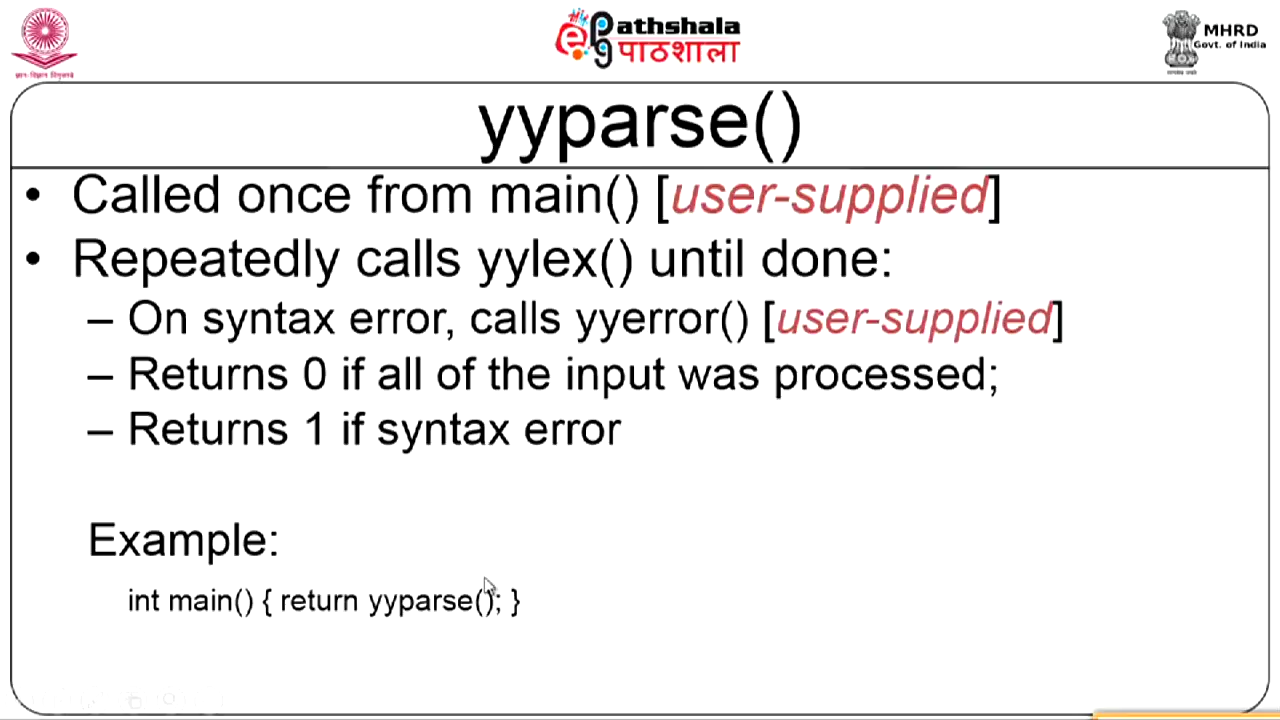 ePathshala
पाठशाला
MHRD
Govt. of India
yyparse()
• Called once from main() [user-supplied]
• Repeatedly calls yylex() until done:
– On syntax error, calls yyerror() [user-supplied]
– Returns 0 if all of the input was processed;
– Returns 1 if syntax error
Example:
int main() { return yyparse(); }